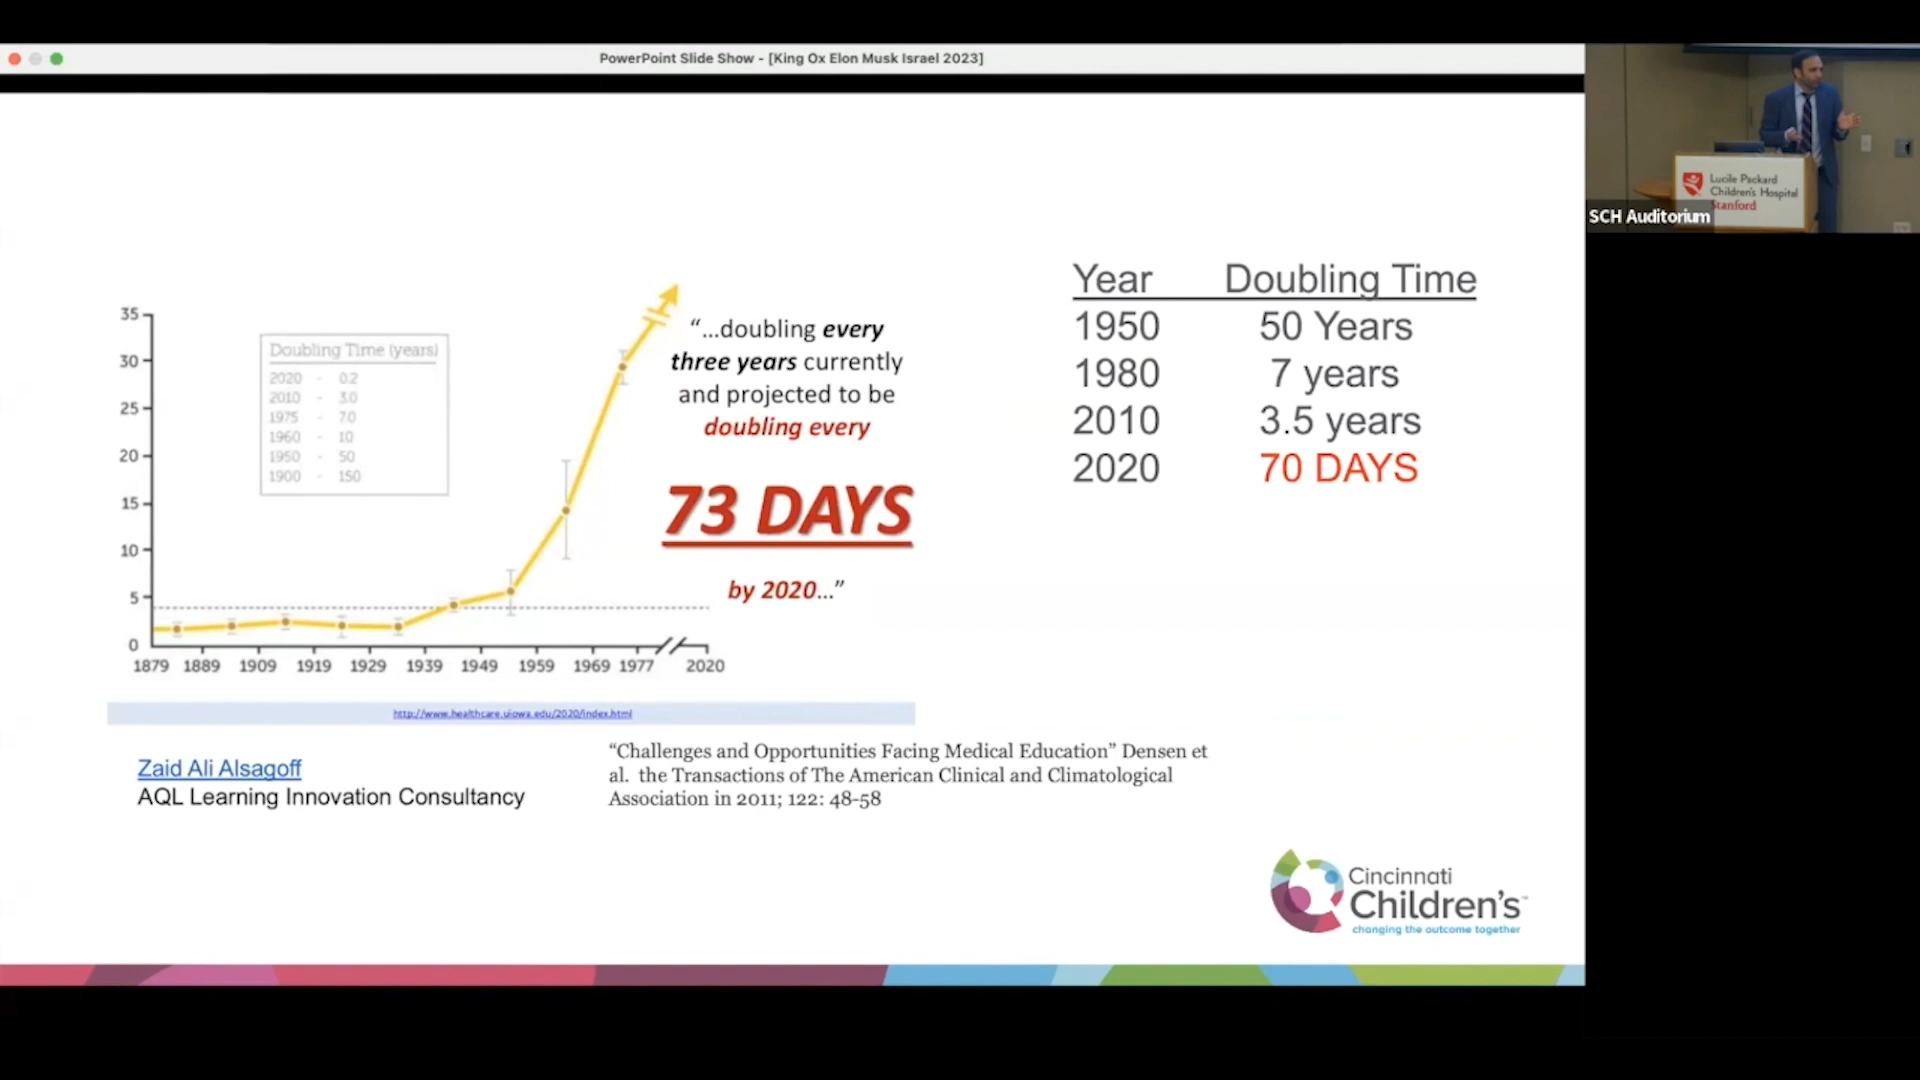 PowerPoint Slide Show - [King Ox Elon Musk Israel 2023]
Lucile Packard
Children's Hospital
Stanford
SCH Auditorium
35
30
25
20
15
10
5
0
Doubling Time (years)
2020 - 0.2
2010 - 3.0
1975 - 7.0
1960 - 10
1950 - 50
1900 - 150
1879 1889 1909 1919 1929 1939 1949 1959 1969 1977 2020
“...doubling every
three years currently
and projected to be
doubling every
73 DAYS
by 2020...”
Year Doubling Time
1950 50 Years
1980 7 years
2010 3.5 years
2020 70 DAYS
http://www.healthcare.uiowa.edu/2020/index.html
Zaid Ali Alsagoff
AQL Learning Innovation Consultancy
“Challenges and Opportunities Facing Medical Education” Densen et
al. the Transactions of The American Clinical and Climatological
Association in 2011; 122: 48-58
Cincinnati
Children's™
changing the outcome together